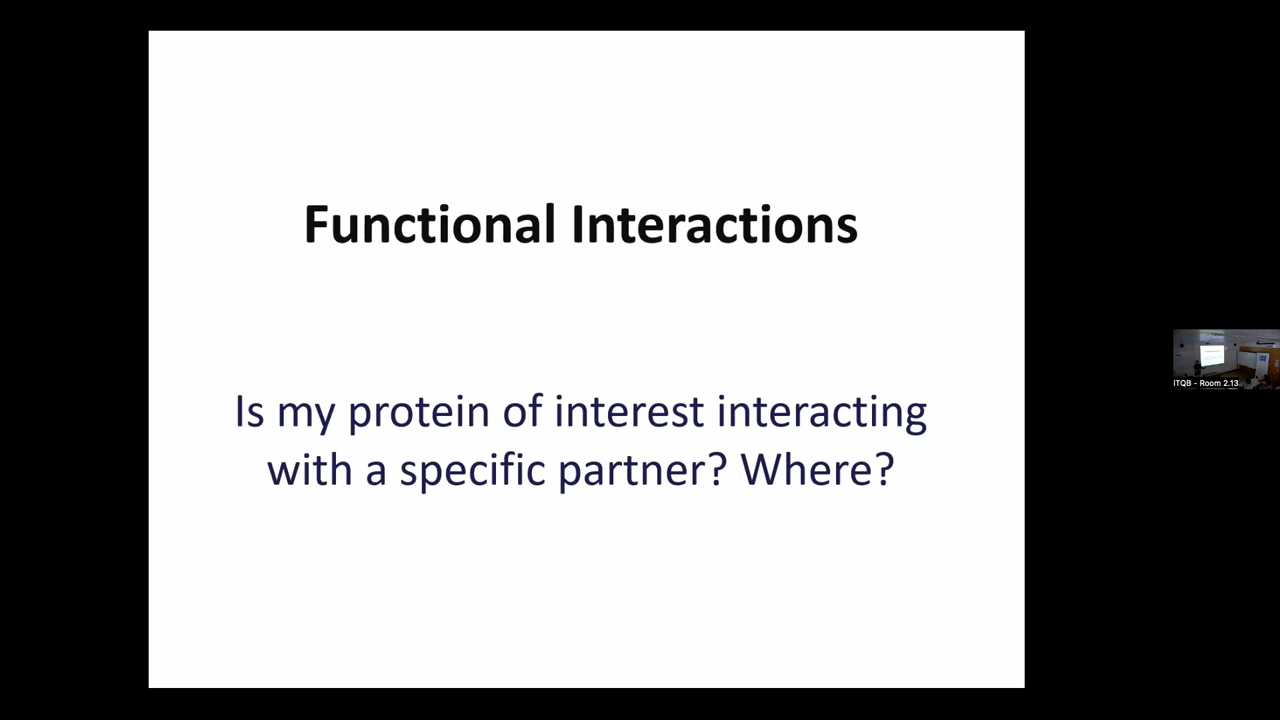 Functional Interactions
Is my protein of interest interacting
with a specific partner? Where?
ITQB - Room 2.13